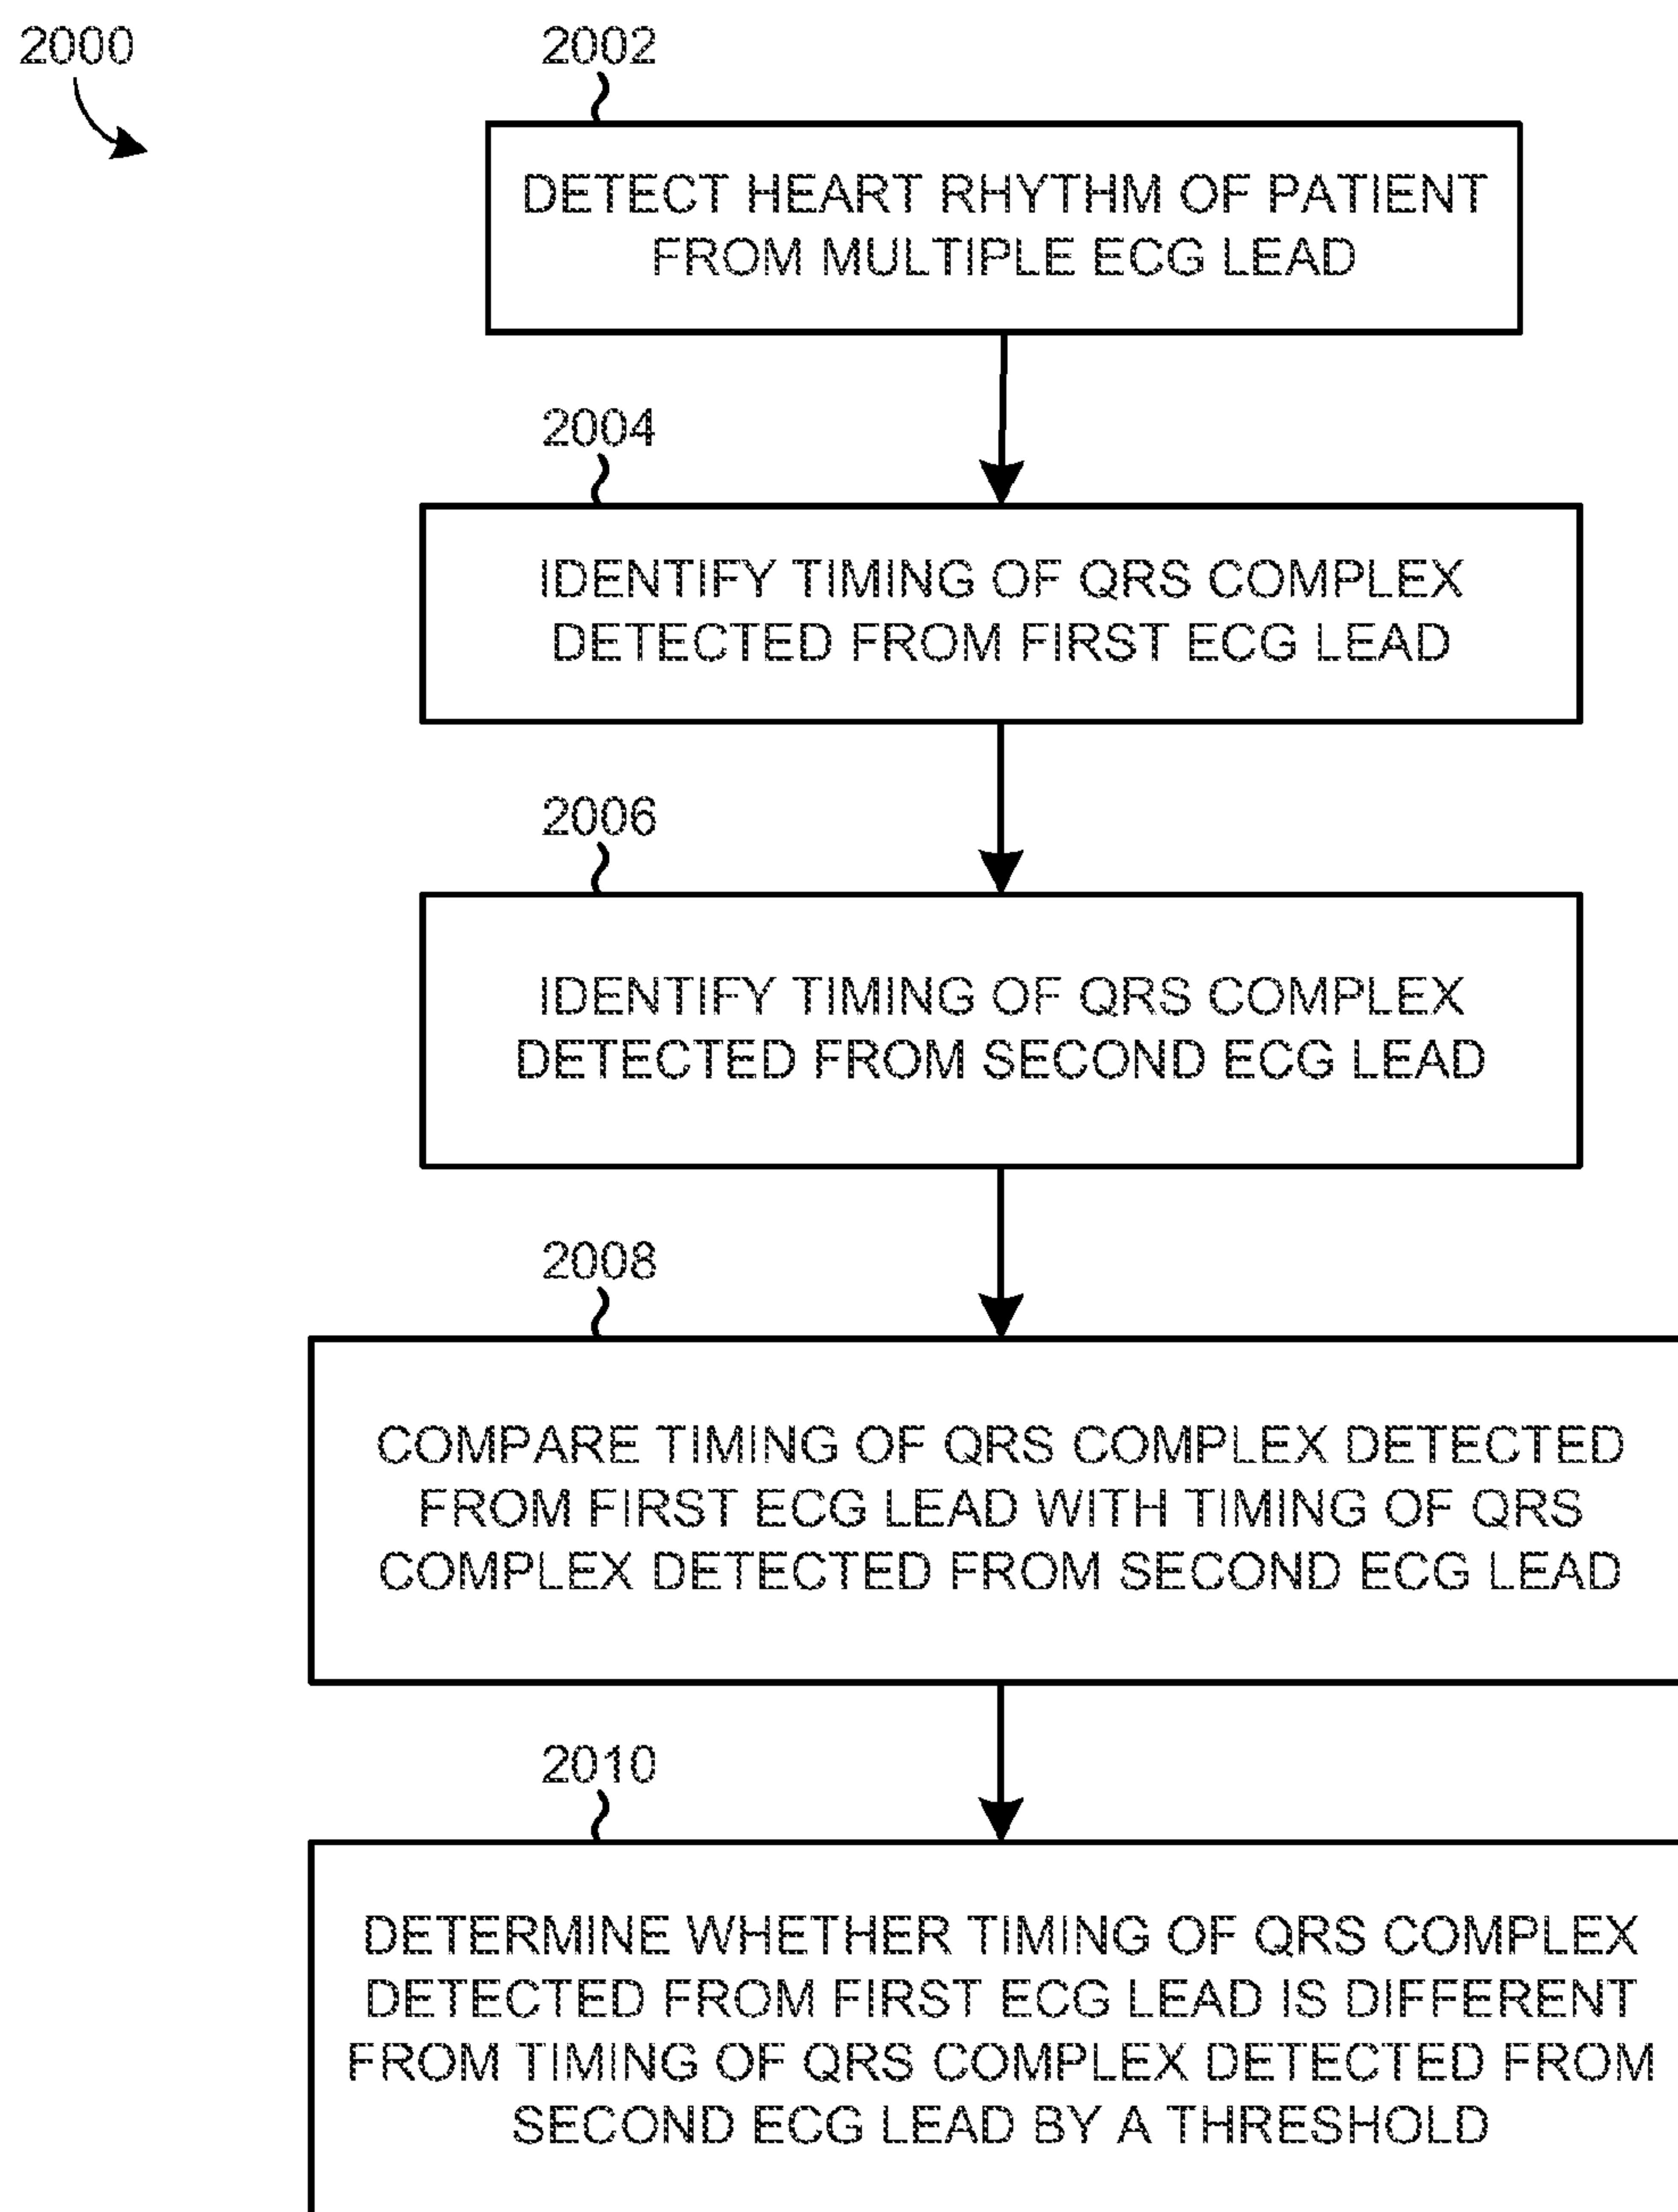 2000
2002
DETECT HEART RHYTHM OF PATIENT
FROM MULTIPLE ECG LEAD
2004
IDENTIFY TIMING OF QRS COMPLEX
DETECTED FROM FIRST ECG LEAD
2006
IDENTIFY TIMING OF QRS COMPLEX
DETECTED FROM SECOND ECG LEAD
2008
COMPARE TIMING OF QRS COMPLEX DETECTED
FROM FIRST ECG LEAD WITH TIMING OF QRS
COMPLEX DETECTED FROM SECOND ECG LEAD
2010
DETERMINE WHETHER TIMING OF QRS COMPLEX
DETECTED FROM FIRST ECG LEAD IS DIFFERENT
FROM TIMING OF QRS COMPLEX DETECTED FROM
SECOND ECG LEAD BY A THRESHOLD